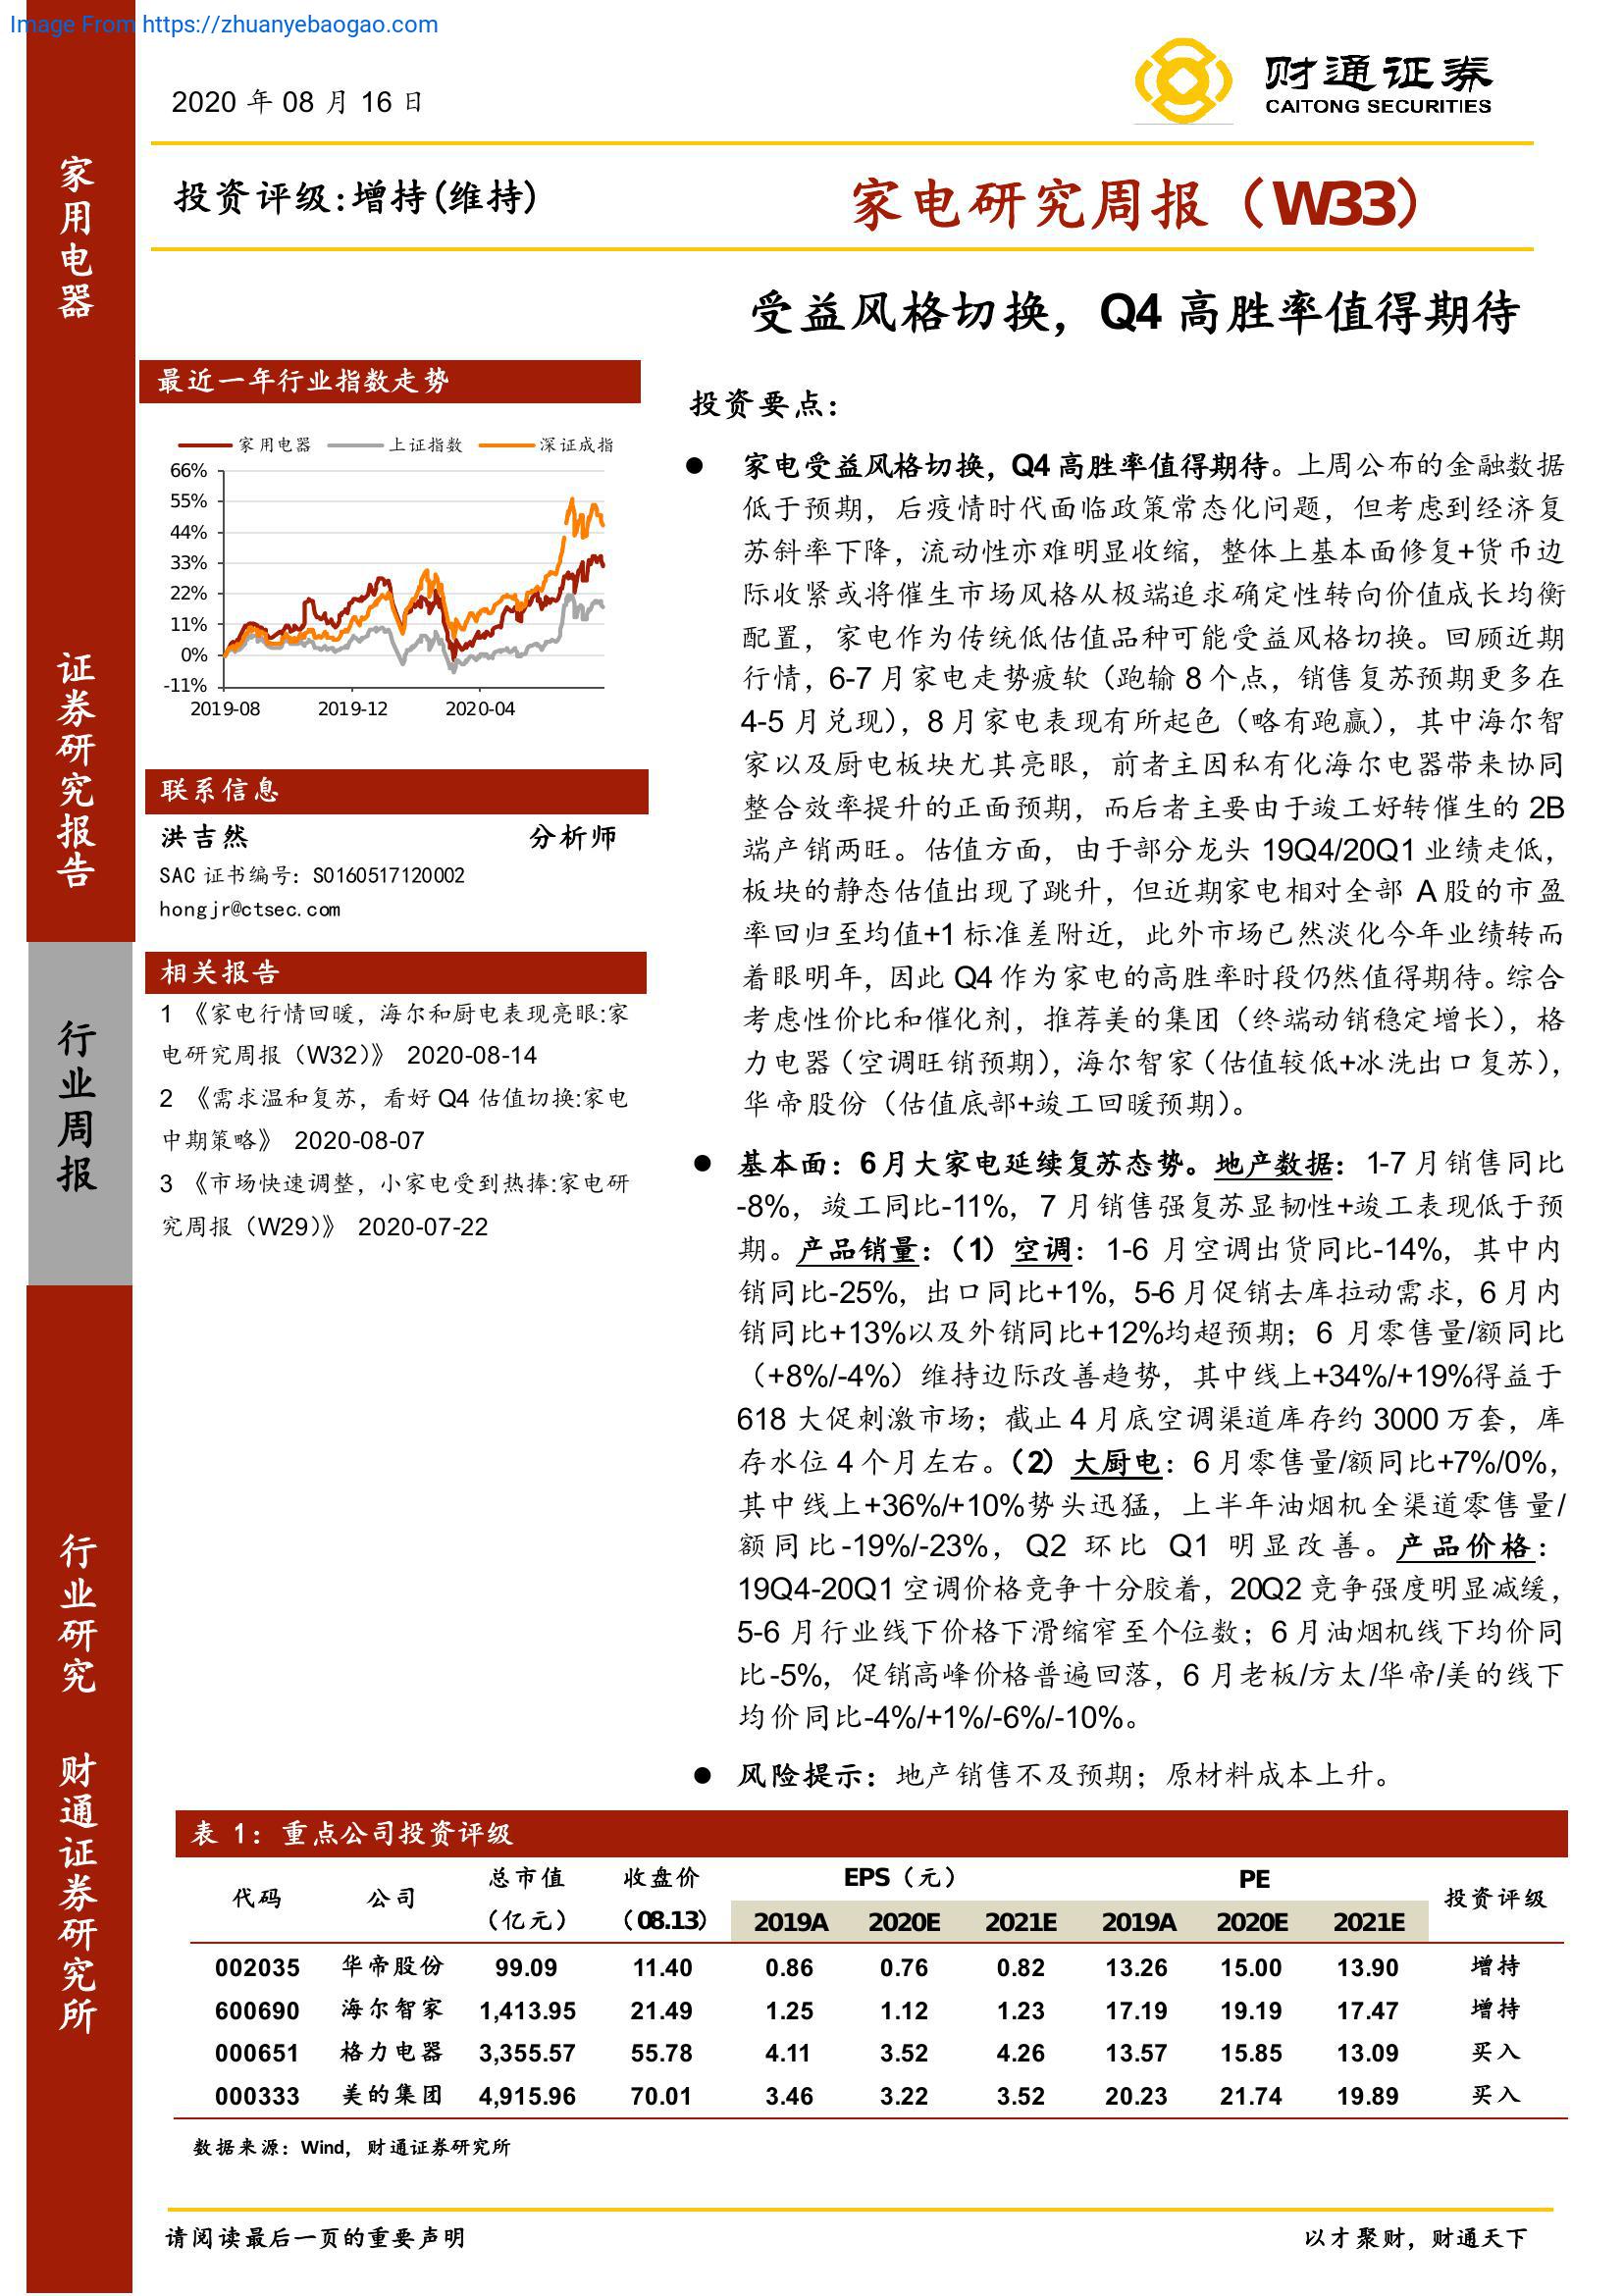 Image From https://zhuanyebaogao.com
2020 年 08 月 16 日
财通证券
CAITONG SECURITIES
家用电器
证券研究报告
行业周报
行业研究
财通证券研究所
投资评级:增持(维持)
家电研究周报（W33）
受益风格切换，Q4 高胜率值得期待
最近一年行业指数走势
家用电器 上证指数 深证成指
66%
55%
44%
33%
22%
11%
0%
-11%
2019-08 2019-12 2020-04
联系信息
洪吉然 分析师
SAC 证书编号：S0160517120002
hongjr@ctsec.com
相关报告
1 《家电行情回暖，海尔和厨电表现亮眼:家
电研究周报（W32）》 2020-08-14
2 《需求温和复苏，看好 Q4 估值切换:家电
中期策略》 2020-08-07
3 《市场快速调整，小家电受到热捧:家电研
究周报（W29）》 2020-07-22
投资要点：
● 家电受益风格切换，Q4 高胜率值得期待。上周公布的金融数据
低于预期，后疫情时代面临政策常态化问题，但考虑到经济复
苏斜率下降，流动性亦难明显收缩，整体上基本面修复+货币边
际收紧或将催生市场风格从极端追求确定性转向价值成长均衡
配置，家电作为传统低估值品种可能受益风格切换。回顾近期
行情，6-7 月家电走势疲软（跑输 8 个点，销售复苏预期更多在
4-5 月兑现），8 月家电表现有所起色（略有跑赢），其中海尔智
家以及厨电板块尤其亮眼，前者主因私有化海尔电器带来协同
整合效率提升的正面预期，而后者主要由于竣工好转催生的 2B
端产销两旺。估值方面，由于部分龙头 19Q4/20Q1 业绩走低，
板块的静态估值出现了跳升，但近期家电相对全部 A 股的市盈
率回归至均值+1 标准差附近，此外市场已然淡化今年业绩转而
着眼明年，因此 Q4 作为家电的高胜率时段仍然值得期待。综合
考虑性价比和催化剂，推荐美的集团（终端动销稳定增长），格
力电器（空调旺销预期），海尔智家（估值较低+冰洗出口复苏），
华帝股份（估值底部+竣工回暖预期）。
● 基本面：6 月大家电延续复苏态势。地产数据：1-7 月销售同比
-8%，竣工同比-11%，7 月销售强复苏显韧性+竣工表现低于预
期。产品销量：（1）空调：1-6 月空调出货同比-14%，其中内
销同比-25%，出口同比+1%，5-6 月促销去库拉动需求，6 月内
销同比+13%以及外销同比+12%均超预期；6 月零售量/额同比
（+8%/-4%）维持边际改善趋势，其中线上+34%/+19%得益于
618 大促刺激市场；截止 4 月底空调渠道库存约 3000 万套，库
存水位 4 个月左右。（2）大厨电：6 月零售量/额同比+7%/0%，
其中线上+36%/+10%势头迅猛，上半年油烟机全渠道零售量/
额同比-19%/-23%，Q2 环比 Q1 明显改善。产品价格：
19Q4-20Q1 空调价格竞争十分胶着，20Q2 竞争强度明显减缓，
5-6 月行业线下价格下滑缩窄至个位数；6 月油烟机线下均价同
比-5%，促销高峰价格普遍回落，6 月老板/方太/华帝/美的线下
均价同比-4%/+1%/-6%/-10%。
● 风险提示：地产销售不及预期；原材料成本上升。
表 1：重点公司投资评级
代码 公司 总市值（亿元） 收盘价（08.13） EPS（元） PE 投资评级
2019A 2020E 2021E 2019A 2020E 2021E
002035 华帝股份 99.09 11.40 0.86 0.76 0.82 13.26 15.00 13.90 增持
600690 海尔智家 1,413.95 21.49 1.25 1.12 1.23 17.19 19.19 17.47 增持
000651 格力电器 3,355.57 55.78 4.11 3.52 4.26 13.57 15.85 13.09 买入
000333 美的集团 4,915.96 70.01 3.46 3.22 3.52 20.23 21.74 19.89 买入
数据来源：Wind，财通证券研究所
请阅读最后一页的重要声明 以才聚财，财通天下